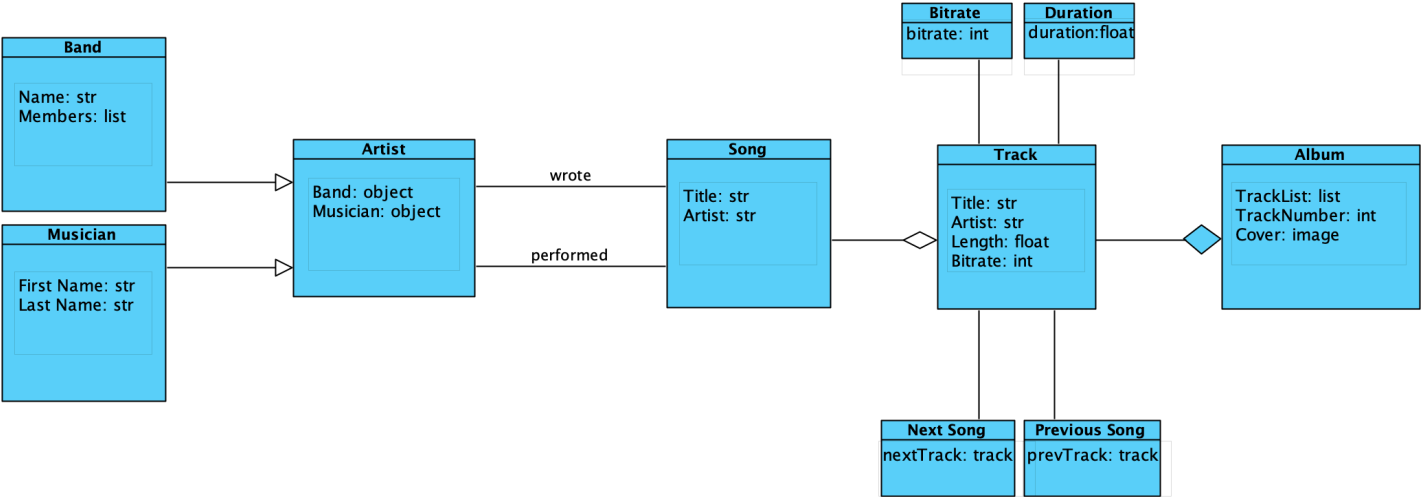 Band
Name: str
Members: list
Musician
First Name: str
Last Name: str
Artist
Band: object
Musician: object
wrote
performed
Song
Title: str
Artist: str
Bitrate
bitrate: int
Duration
duration:float
Track
Title: str
Artist: str
Length: float
Bitrate: int
Next Song
nextTrack: track
Previous Song
prevTrack: track
Album
TrackList: list
TrackNumber: int
Cover: image